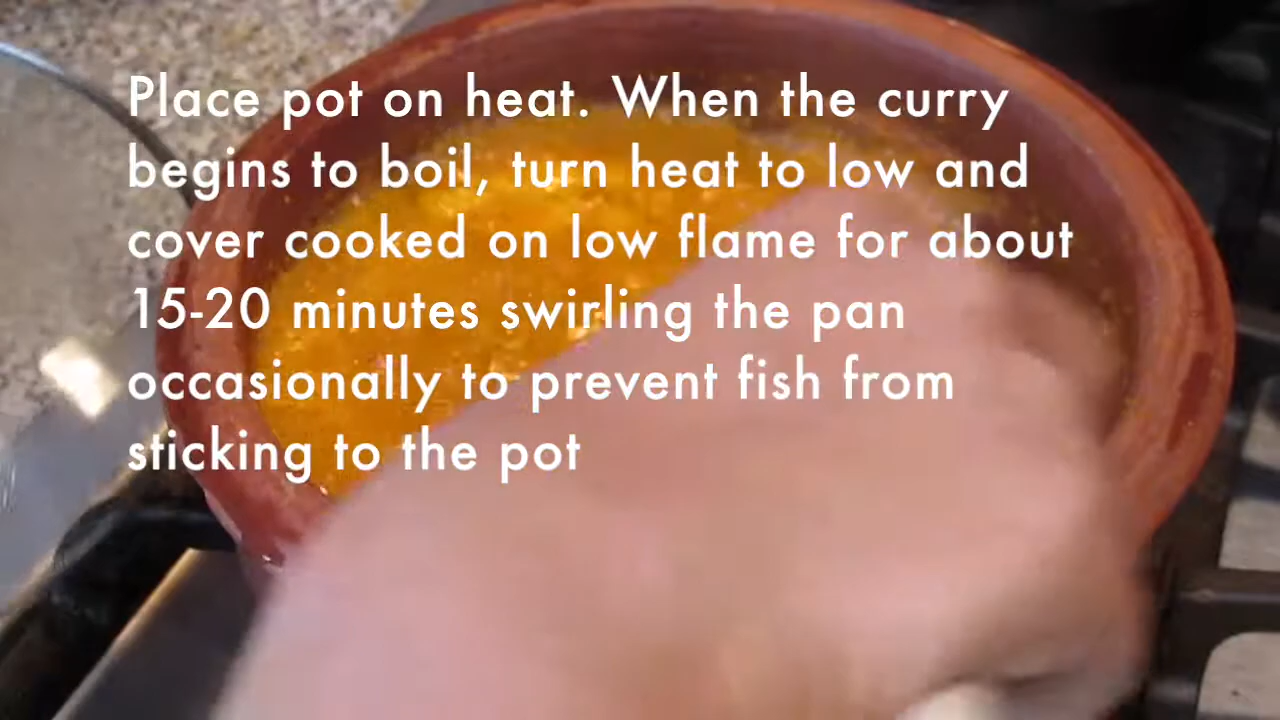 Place pot on heat. When the curry
begins to boil, turn heat to low and
cover cooked on low flame for about
15-20 minutes swirling the pan
occasionally to prevent fish from
sticking to the pot